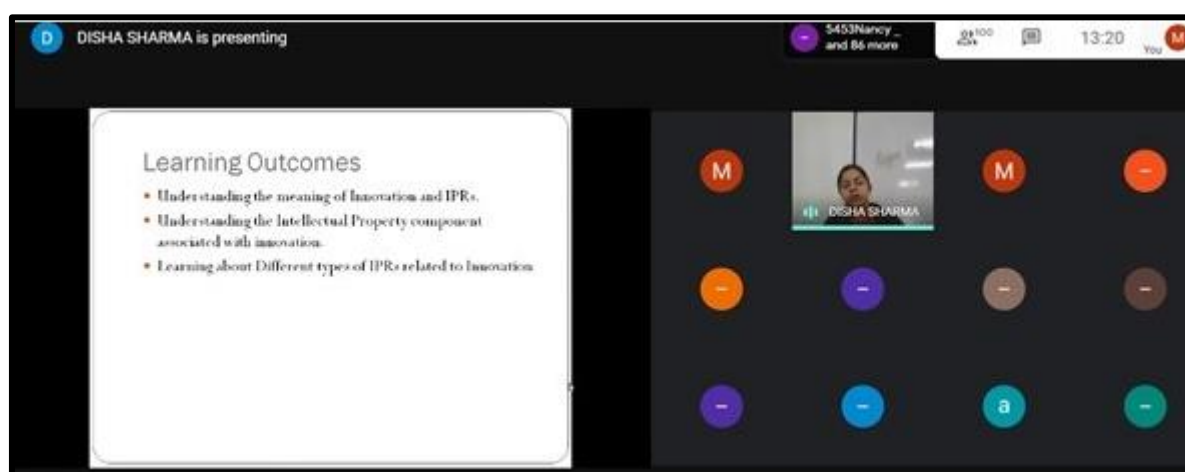 D DISHA SHARMA is presenting
5453Nancy _
and 86 more
100
13:20
You
M
Learning Outcomes
• Understanding the meaning of Innovation and IPRs.
• Understanding the Intellectual Property component
associated with innovation.
• Learning about Different types of IPRs related to Innovation
M
DISHA SHARMA
M
a